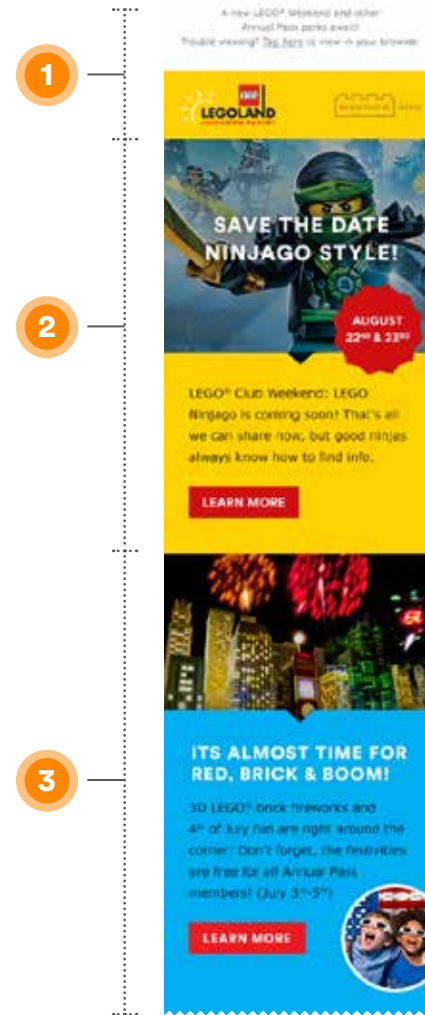 A new LEGO® Weekend and other
Annual Pass perks await!
Trouble viewing? Tap here to view in your browser.
1
LEGO
LEGOLAND
CALIFORNIA RESORT
2
SAVE THE DATE
NINJAGO STYLE!
AUGUST
22ND & 23RD
LEGO® Club Weekend: LEGO
Ninjago is coming soon! That's all
we can share now, but good ninjas
always know how to find info.
LEARN MORE
3
ITS ALMOST TIME FOR
RED, BRICK & BOOM!
3D LEGO® brick fireworks and
4th of July fun are right around the
corner! Don't forget, the festivities
are free for all Annual Pass
members! (July 3rd-5th)
LEARN MORE